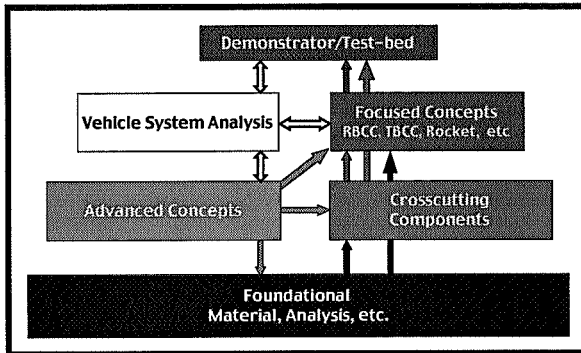 Demonstrator/Test-bed
Vehicle System Analysis
Focused Concepts
RBCC, TBCC, Rocket, etc
Advanced Concepts
Crosscutting
Components
Foundational
Material, Analysis, etc.